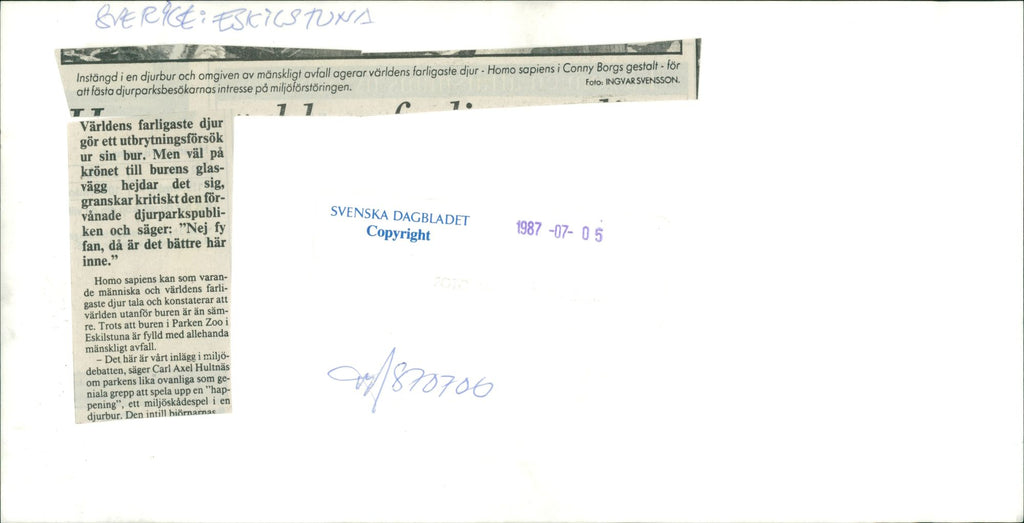 SVERIGE: ESKILSTUNA
Instängd i en djurbur och omgiven av mänskligt avfall agerar världens farligaste djur - Homo sapiens i Conny Borgs gestalt - för
att fästa djurparksbesökarnas intresse på miljöförstöringen.
Foto: INGVAR SVENSSON.
Världens farligaste djur
gör ett utbrytningsförsök
ur sin bur. Men väl på
krönet till burens glas-
vägg hejdar det sig,
granskar kritiskt den för-
vånade djurparkspubli-
ken och säger: ”Nej fy
fan, då är det bättre här
inne.”
Homo sapiens kan som varan-
de människa och världens farli-
gaste djur tala och konstaterar att
världen utanför buren är än säm-
re. Trots att buren i Parken Zoo i
Eskilstuna är fylld med allehanda
mänskligt avfall.
– Det här är vårt inlägg i miljö-
debatten, säger Carl Axel Hultnäs
om parkens lika ovanliga som ge-
niala grepp att spela upp en ”hap-
pening”, ett miljöskådespel i en
djurbur. Den intill björnarnas
SVENSKA DAGBLADET
Copyright
1987 -07- 05
/870706